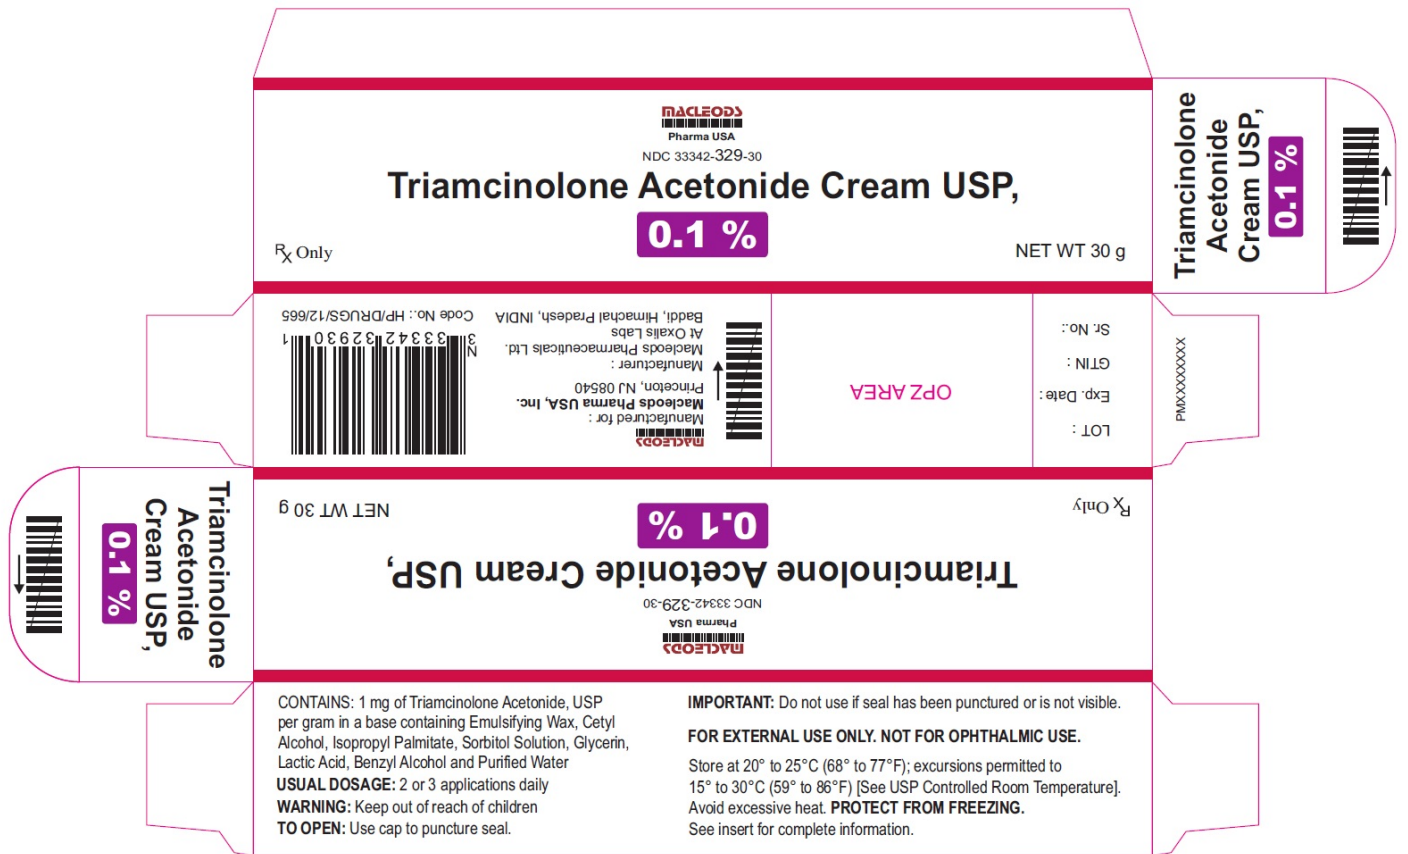 MACLEODS
Pharma USA
NDC 33342-329-30
Triamcinolone Acetonide Cream USP,
0.1 %
Rx Only
NET WT 30 g
Triamcinolone
Acetonide
Cream USP,
0.1 %
Code No.: HP/DRUGS/12/665
N
3 33342 32930 1
MACLEODS
Manufactured for :
Macleods Pharma USA, Inc.
Princeton, NJ 08540
Manufacturer :
Macleods Pharmaceuticals Ltd.
At Oxalis Labs
Baddi, Himachal Pradesh, INDIA
OPZ AREA
LOT :
Exp. Date :
GTIN :
Sr. No.:
PMXXXXXXXXX
Triamcinolone
Acetonide
Cream USP,
0.1 %
MACLEODS
Pharma USA
NDC 33342-329-30
Triamcinolone Acetonide Cream USP,
0.1 %
Rx Only
NET WT 30 g
CONTAINS: 1 mg of Triamcinolone Acetonide, USP
per gram in a base containing Emulsifying Wax, Cetyl
Alcohol, Isopropyl Palmitate, Sorbitol Solution, Glycerin,
Lactic Acid, Benzyl Alcohol and Purified Water
USUAL DOSAGE: 2 or 3 applications daily
WARNING: Keep out of reach of children
TO OPEN: Use cap to puncture seal.
IMPORTANT: Do not use if seal has been punctured or is not visible.
FOR EXTERNAL USE ONLY. NOT FOR OPHTHALMIC USE.
Store at 20° to 25°C (68° to 77°F); excursions permitted to
15° to 30°C (59° to 86°F) [See USP Controlled Room Temperature].
Avoid excessive heat. PROTECT FROM FREEZING.
See insert for complete information.